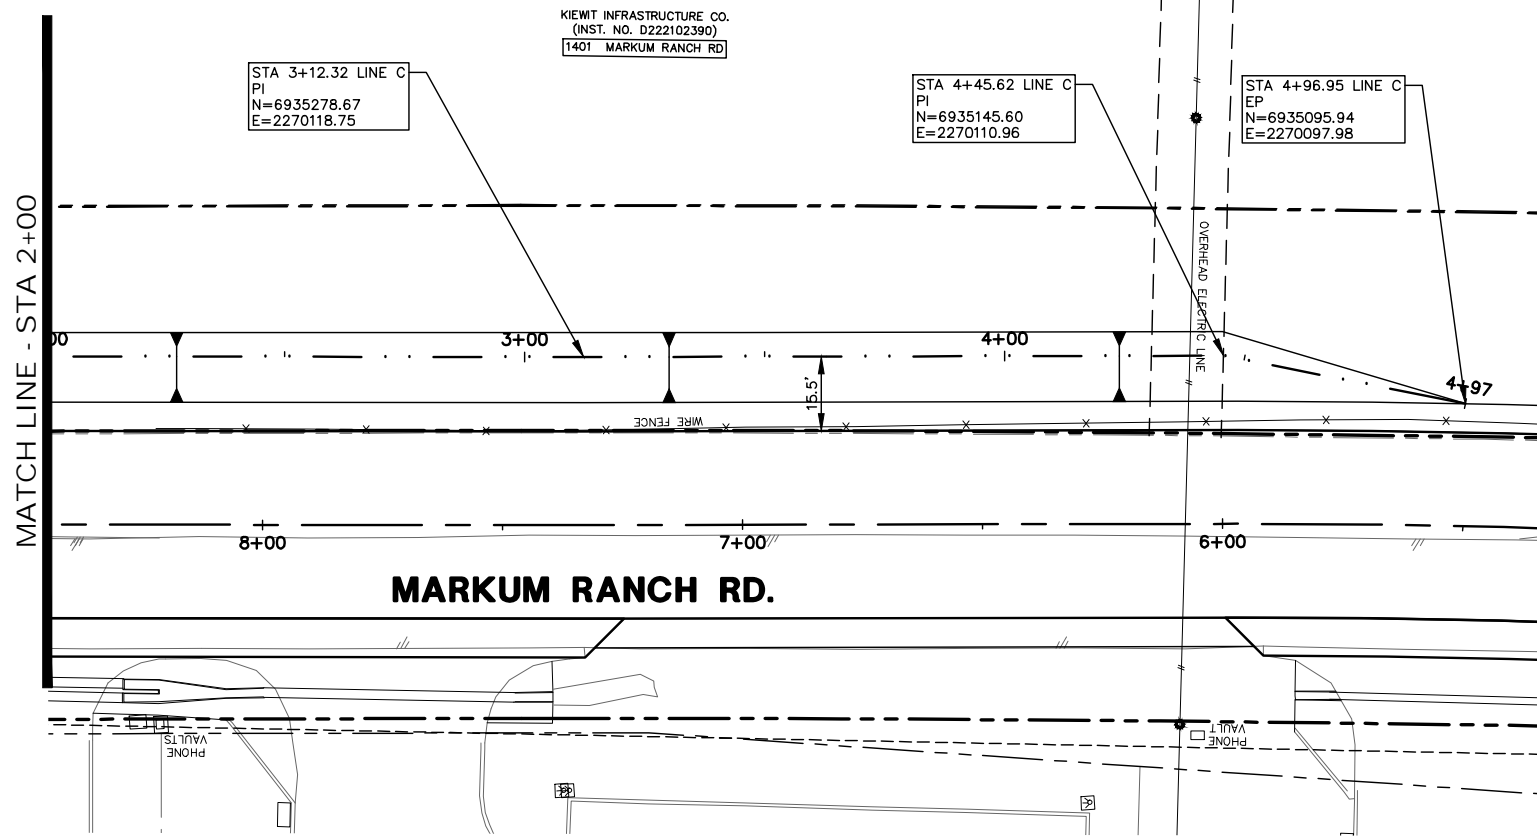 KIEWIT INFRASTRUCTURE CO.
(INST. NO. D222102390)
1401 MARKUM RANCH RD
STA 3+12.32 LINE C
PI
N=6935278.67
E=2270118.75
STA 4+45.62 LINE C
PI
N=6935145.60
E=2270110.96
STA 4+96.95 LINE C
EP
N=6935095.94
E=2270097.98
MATCH LINE - STA 2+00
OVERHEAD ELECTRIC LINE
00
3+00
4+00
4+97
15.5'
WIRE FENCE
8+00
7+00
6+00
MARKUM RANCH RD.
PHONE
VAULTS
PHONE
VAULT